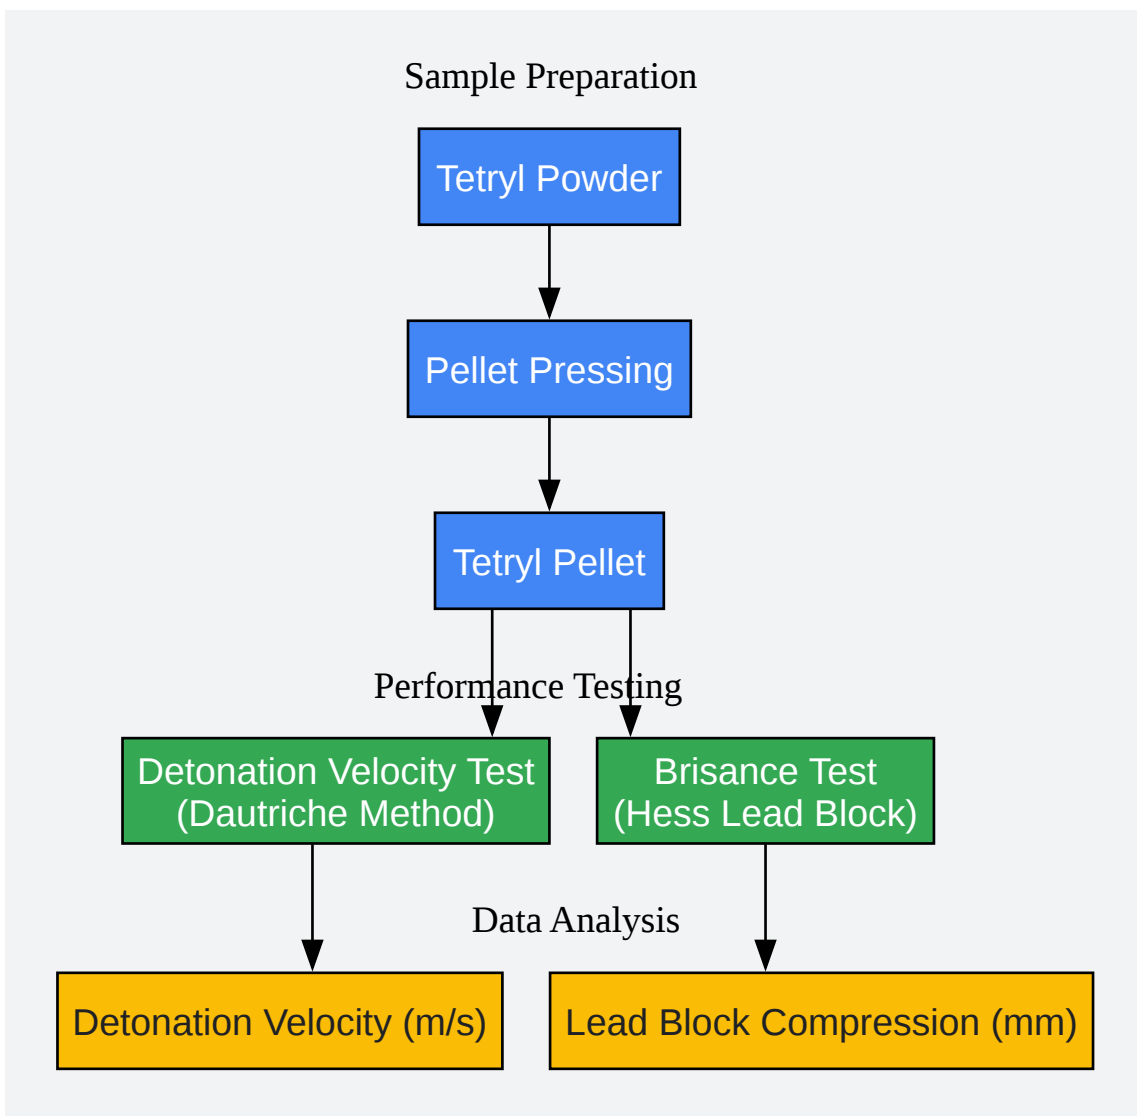 Sample Preparation
Tetryl Powder
Pellet Pressing
Tetryl Pellet
Performance Testing
Detonation Velocity Test
(Dautriche Method)
Brisance Test
(Hess Lead Block)
Data Analysis
Detonation Velocity (m/s)
Lead Block Compression (mm)